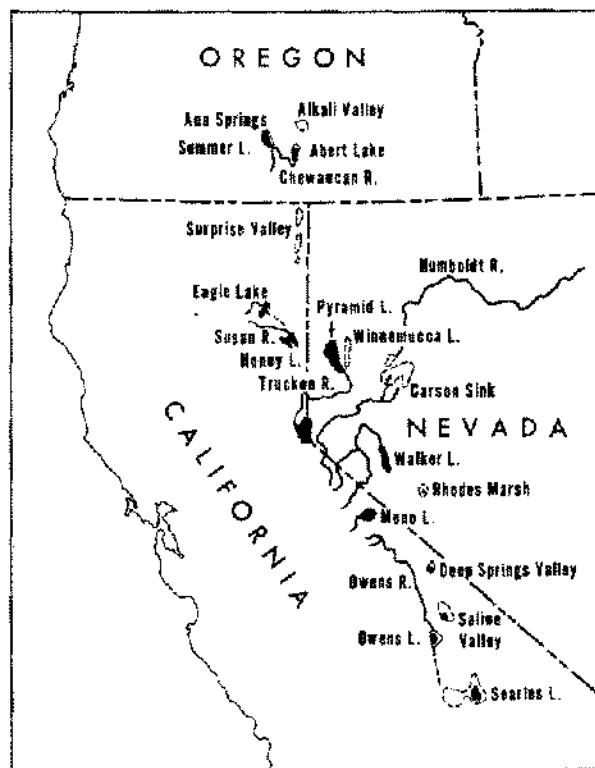 OREGON
Alkali Valley
Ana Springs
Summer L.
Abert Lake
Chewaucan R.
Surprise Valley
Humboldt R.
Eagle Lake
Pyramid L.
Winnemucca L.
Susan R.
Honey L.
Truckee R.
Carson Sink
CALIFORNIA
NEVADA
Walker L.
Rhodes Marsh
Mono L.
Deep Springs Valley
Owens R.
Saline
Valley
Owens L.
Searles L.